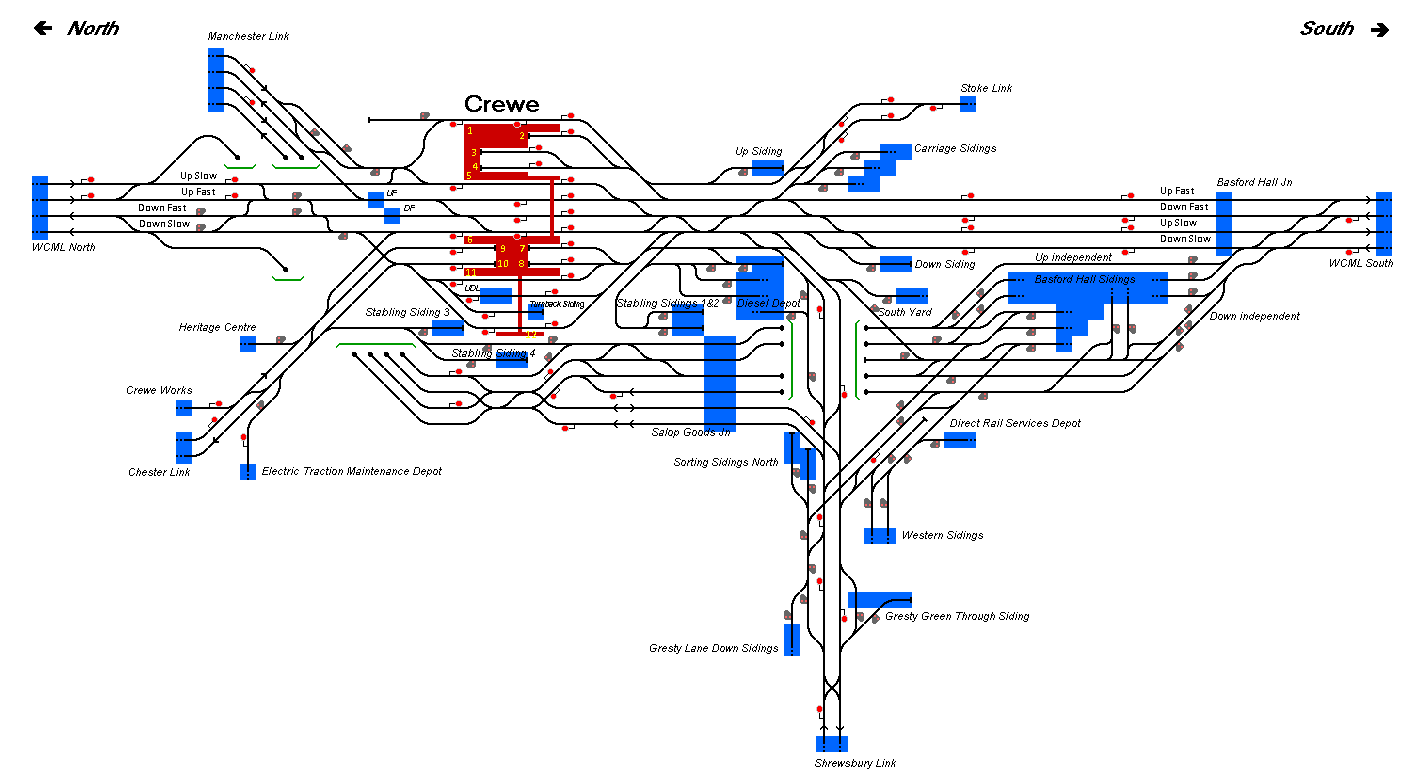 North
South
Manchester Link
Stoke Link
Crewe
1
2
3
4
5
Up Siding
Carriage Sidings
Up Slow
Up Fast
Down Fast
Down Slow
UF
DF
WCML North
Up Fast
Down Fast
Up Slow
Down Slow
Basford Hall Jn
WCML South
6
9 7
10 8
11
Down Siding
Up independent
Basford Hall Sidings
UDL
Turnback Siding
Stabling Sidings 1&2
Diesel Depot
South Yard
Down independent
Stabling Siding 3
Heritage Centre
12
Stabling Siding 4
Crewe Works
Direct Rail Services Depot
Salop Goods Jn
Chester Link
Electric Traction Maintenance Depot
Sorting Sidings North
Western Sidings
Gresty Green Through Siding
Gresty Lane Down Sidings
Shrewsbury Link